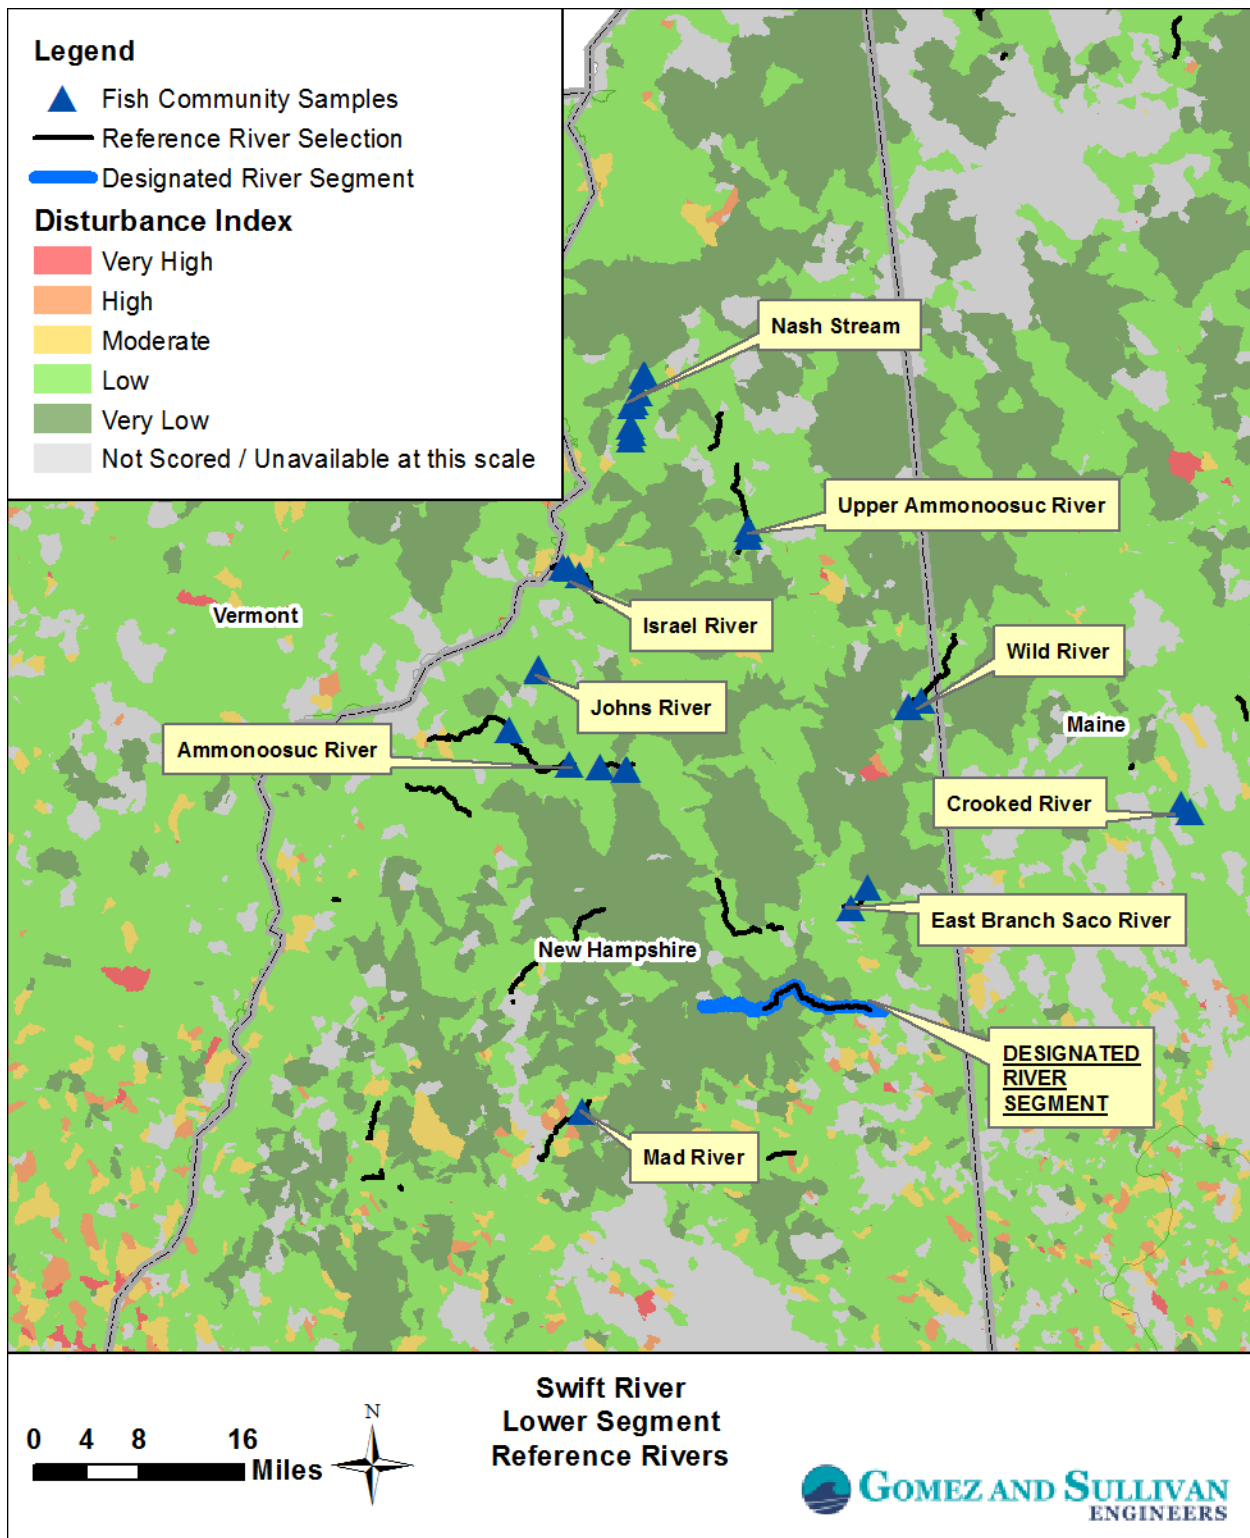 Legend
Fish Community Samples
Reference River Selection
Designated River Segment
Disturbance Index
Very High
High
Moderate
Low
Very Low
Not Scored / Unavailable at this scale
Nash Stream
Upper Ammonoosuc River
Vermont
Israel River
Wild River
Johns River
Maine
Ammonoosuc River
Crooked River
East Branch Saco River
New Hampshire
DESIGNATED
RIVER
SEGMENT
Mad River
Swift River
Lower Segment
Reference Rivers
0 4 8 16
Miles
N
GOMEZ AND SULLIVAN
ENGINEERS